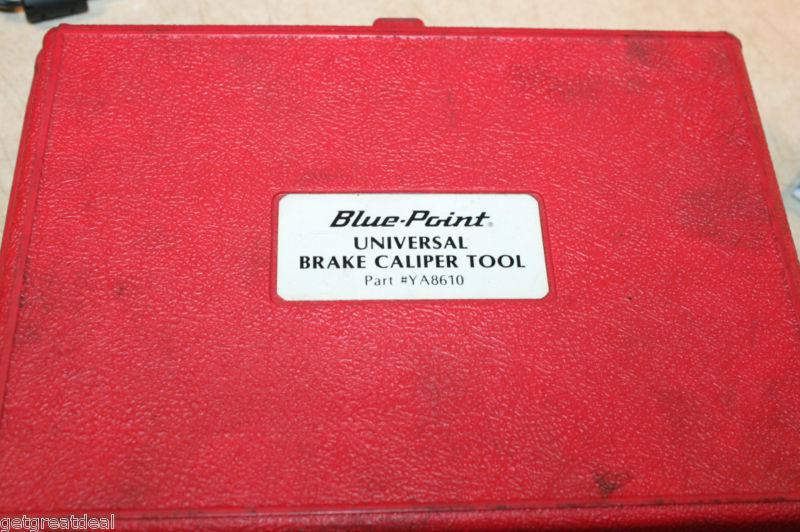 Blue-Point®
UNIVERSAL
BRAKE CALIPER TOOL
Part #YA8610
getgreatdeal